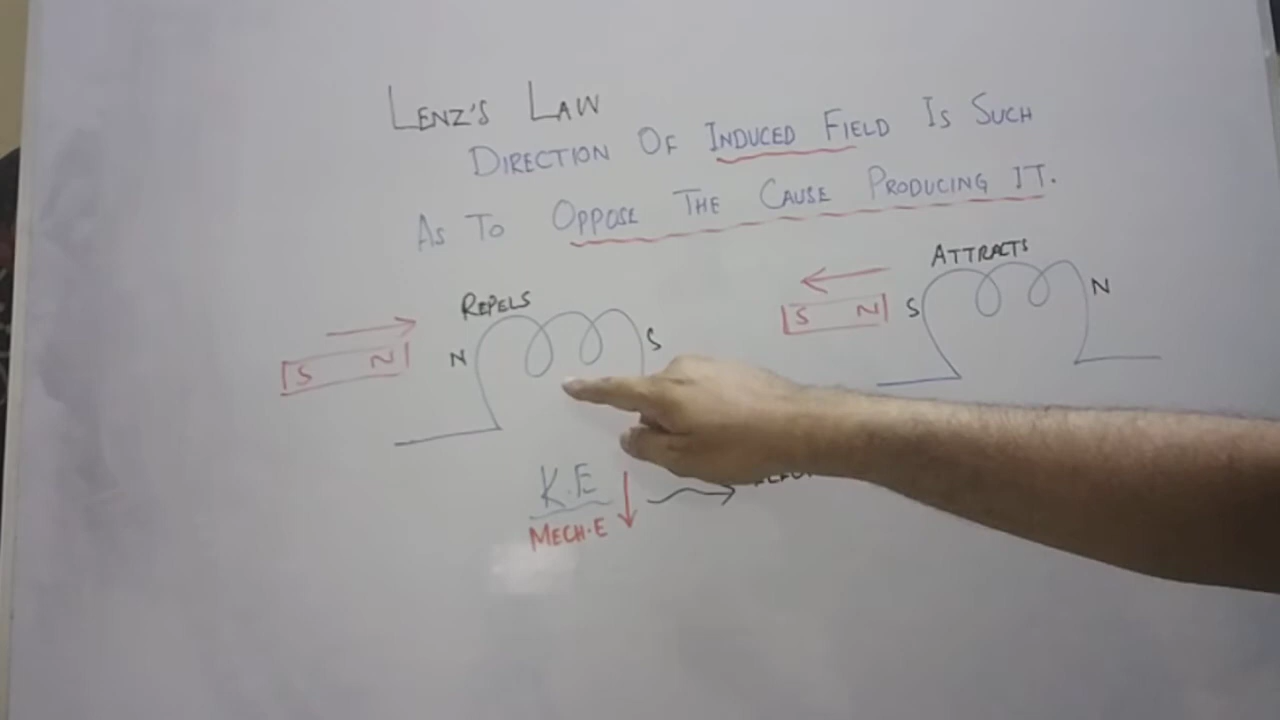 LENZ'S LAW
DIRECTION OF INDUCED FIELD IS SUCH
AS TO OPPOSE THE CAUSE PRODUCING IT.
REPELS
ATTRACTS
S N
N
S
S N
S
N
K.E
MECH.E